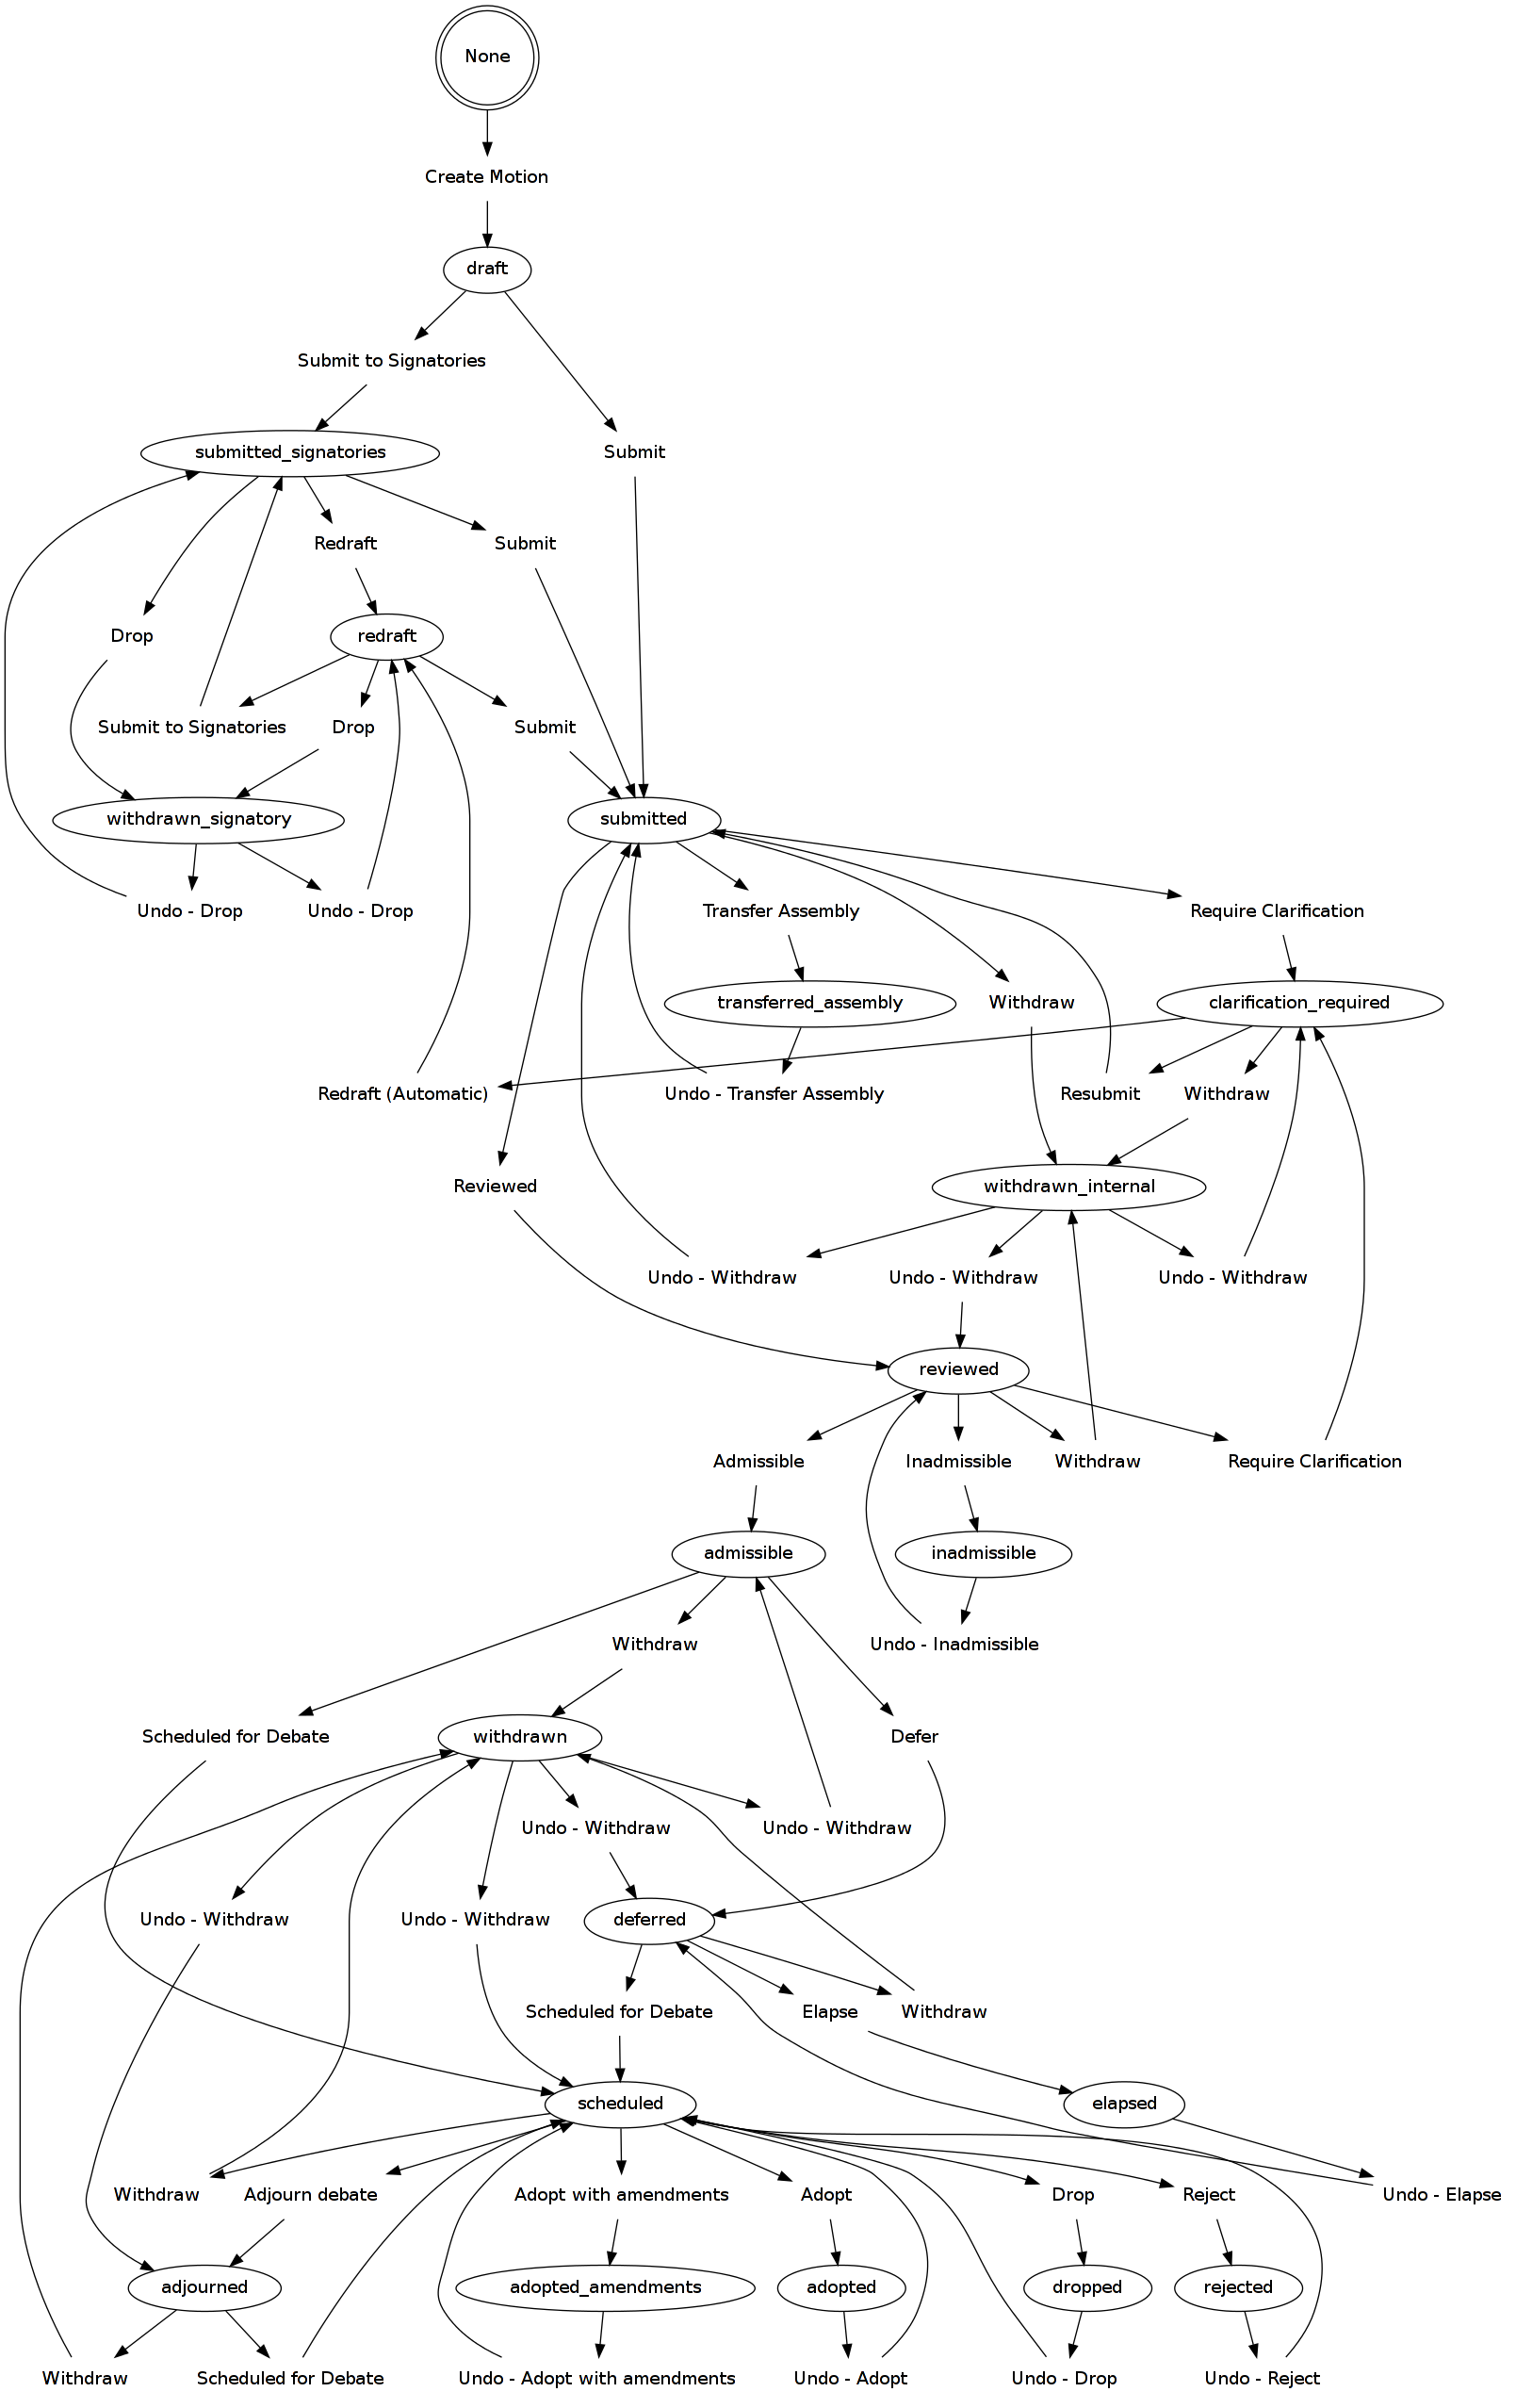 None
Create Motion
draft
Submit to Signatories
submitted_signatories
Submit
Redraft
Submit
Drop
redraft
Submit to Signatories
Drop
Submit
withdrawn_signatory
submitted
Undo - Drop
Undo - Drop
Transfer Assembly
Require Clarification
transferred_assembly
Withdraw
clarification_required
Redraft (Automatic)
Undo - Transfer Assembly
Resubmit
Withdraw
Reviewed
withdrawn_internal
Undo - Withdraw
Undo - Withdraw
Undo - Withdraw
reviewed
Admissible
Inadmissible
Withdraw
Require Clarification
admissible
inadmissible
Withdraw
Undo - Inadmissible
Scheduled for Debate
withdrawn
Defer
Undo - Withdraw
Undo - Withdraw
Undo - Withdraw
Undo - Withdraw
deferred
Scheduled for Debate
Elapse
Withdraw
scheduled
elapsed
Withdraw
Adjourn debate
Adopt with amendments
Adopt
Drop
Reject
Undo - Elapse
adjourned
adopted_amendments
adopted
dropped
rejected
Withdraw
Scheduled for Debate
Undo - Adopt with amendments
Undo - Adopt
Undo - Drop
Undo - Reject